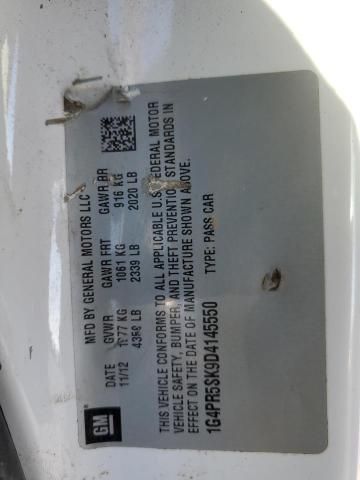 GM
MFD BY GENERAL MOTORS LLC
DATE GVWR GAWR FRT GAWR RR
11/12 1977 KG 1061 KG 916 KG
4359 LB 2339 LB 2020 LB
THIS VEHICLE CONFORMS TO ALL APPLICABLE U.S. FEDERAL MOTOR
VEHICLE SAFETY, BUMPER, AND THEFT PREVENTION STANDARDS IN
EFFECT ON THE DATE OF MANUFACTURE SHOWN ABOVE.
1G4PR5SK9D4145550 TYPE: PASS CAR